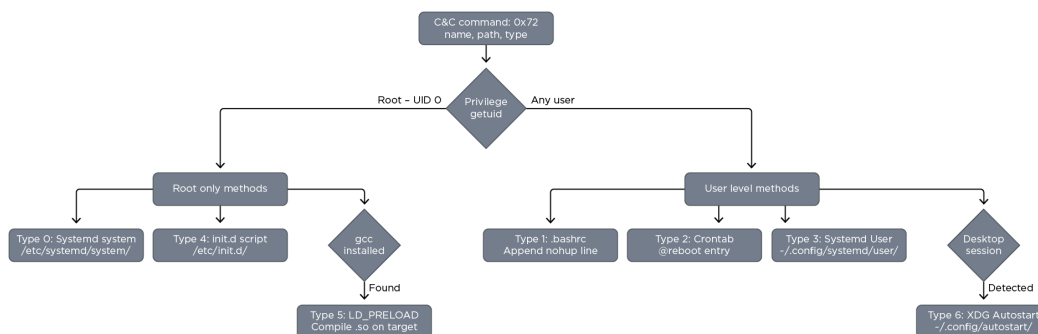 C&C command: 0x72
name, path, type
Root – UID 0
Privilege
getuid
Any user
Root only methods
User level methods
Type 0: Systemd system
/etc/systemd/system/
Type 4: init.d script
/etc/init.d/
gcc
installed
Type 1: .bashrc
Append nohup line
Type 2: Crontab
@reboot entry
Type 3: Systemd User
~/.config/systemd/user/
Desktop
session
Found
Detected
Type 5: LD_PRELOAD
Compile .so on target
Type 6: XDG Autostart
~/.config/autostart/